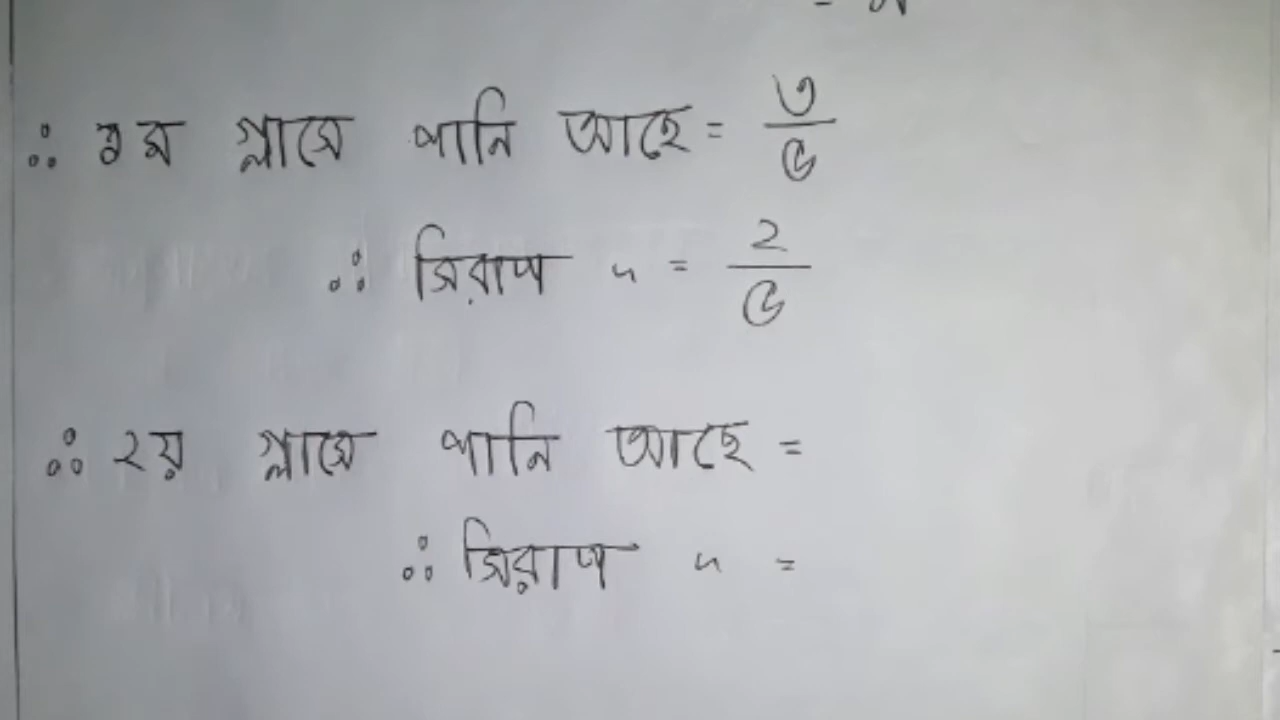 ∴ ১ম গ্লাসে পানি আছে = ৩/৫
∴ সিরাপ " = ২/৫
∴ ২য় গ্লাসে পানি আছে =
∴ সিরাপ " =